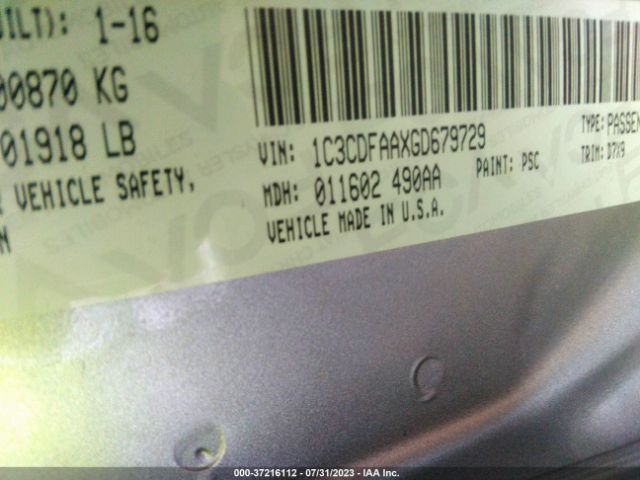 UILT): 1-16
00870 KG
01918 LB
VEHICLE SAFETY,
N
VIN: 1C3CDFAAXGD679729
TYPE: PASSEN
MDH: 011602 490AA
PAINT: PSC
TRIM: D7X9
VEHICLE MADE IN U.S.A.
000-37216112 - 07/31/2023 - IAA Inc.